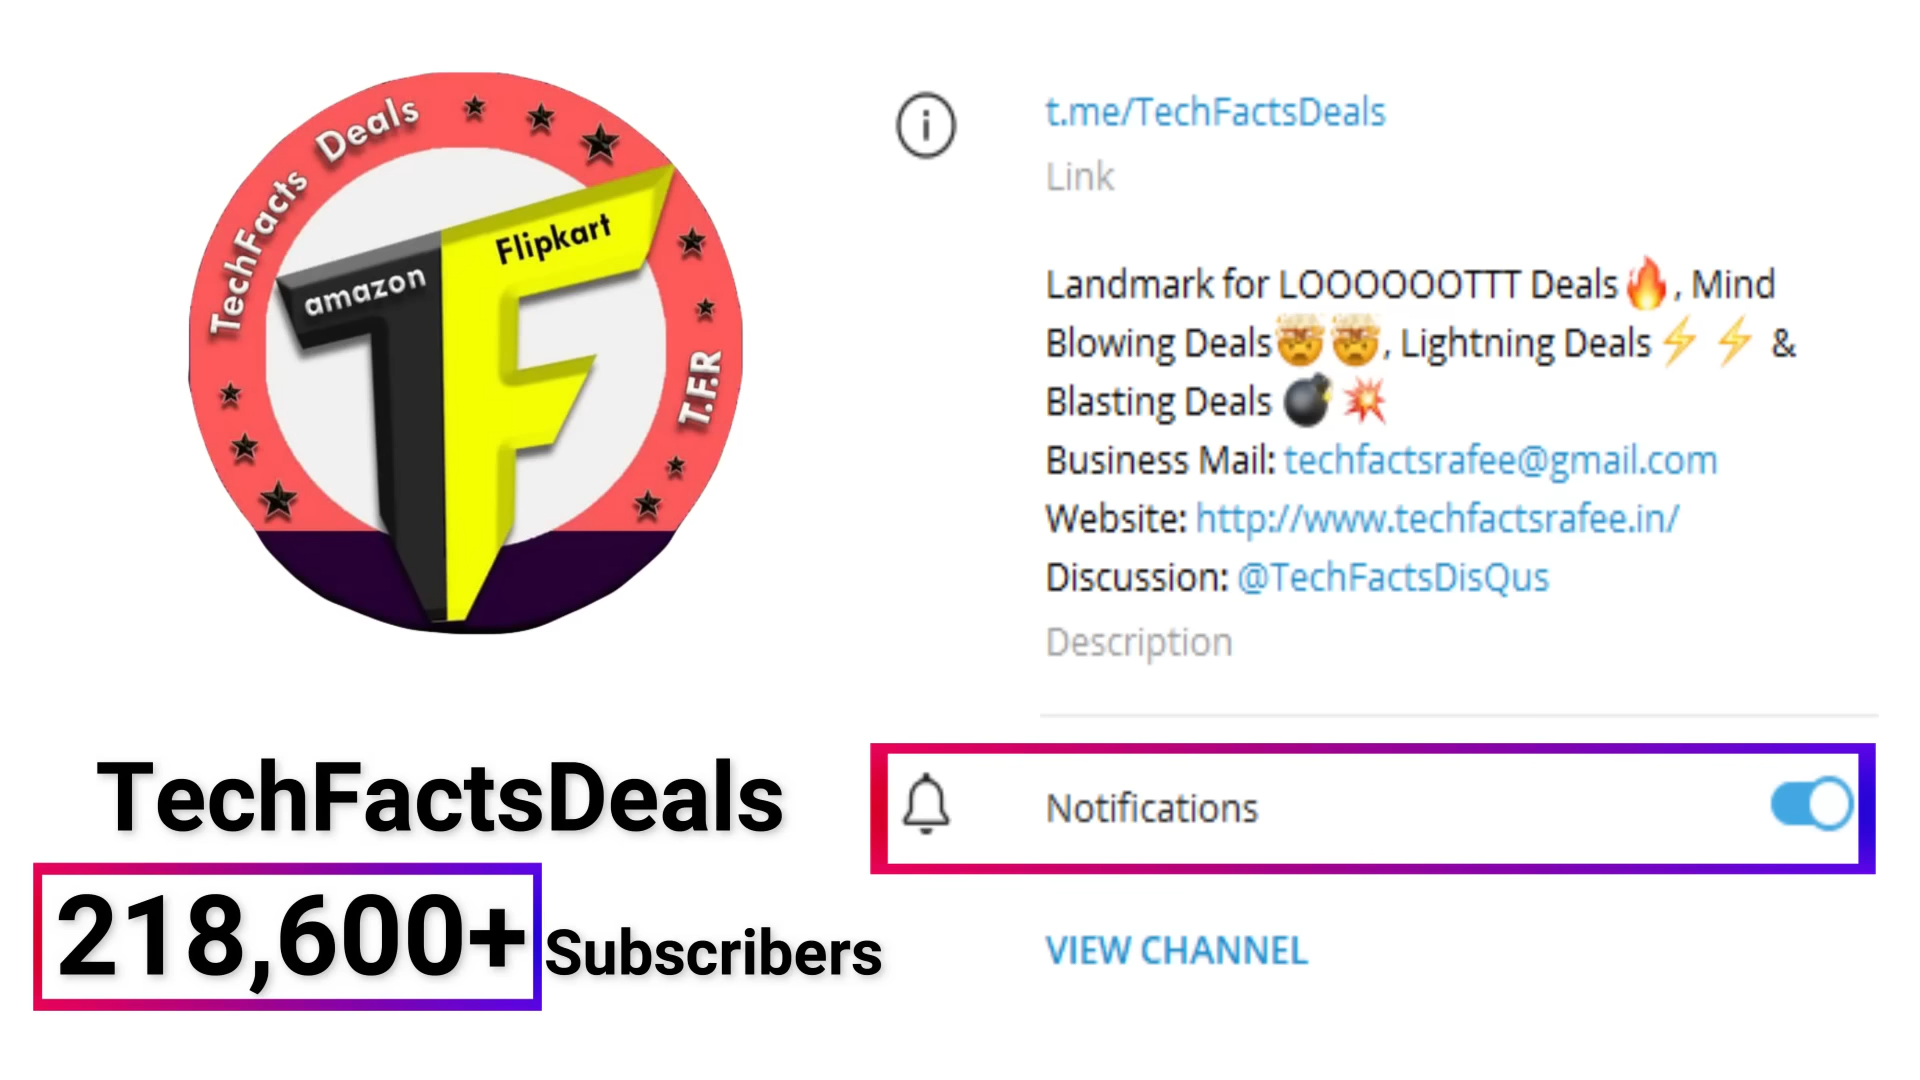 TechFacts Deals
T.F.R
amazon
Flipkart
TechFactsDeals
218,600+ Subscribers
t.me/TechFactsDeals
Link
Landmark for LOOOOOOTTT Deals🔥, Mind
Blowing Deals🤯🤯, Lightning Deals⚡⚡ &
Blasting Deals 💣💥
Business Mail: techfactsrafee@gmail.com
Website: http://www.techfactsrafee.in/
Discussion: @TechFactsDisQus
Description
Notifications
VIEW CHANNEL